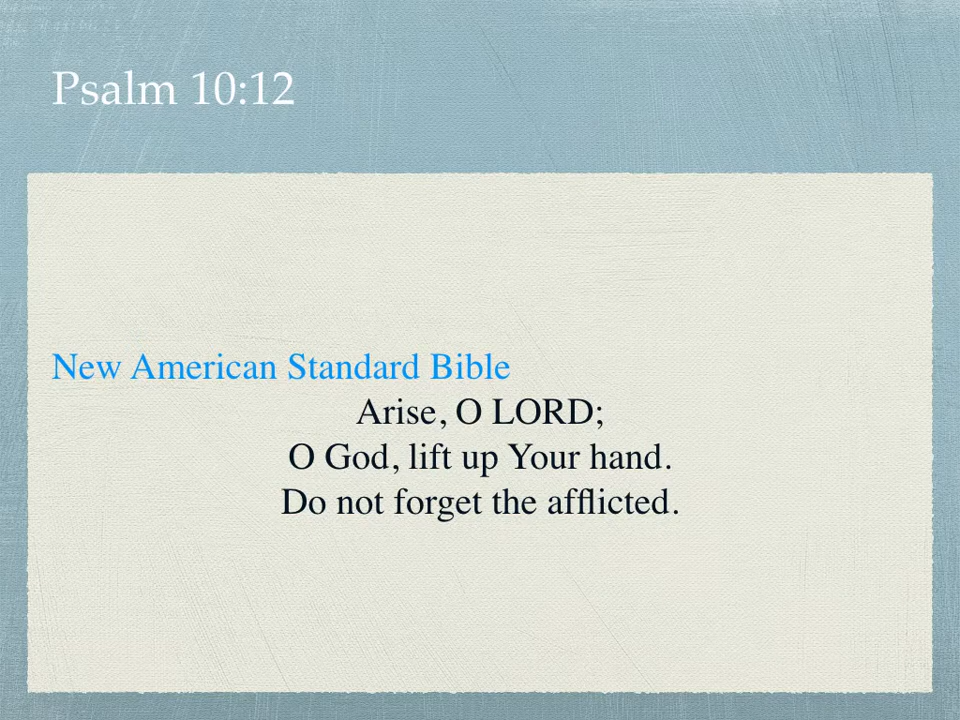 Psalm 10:12
New American Standard Bible
Arise, O LORD;
O God, lift up Your hand.
Do not forget the afflicted.